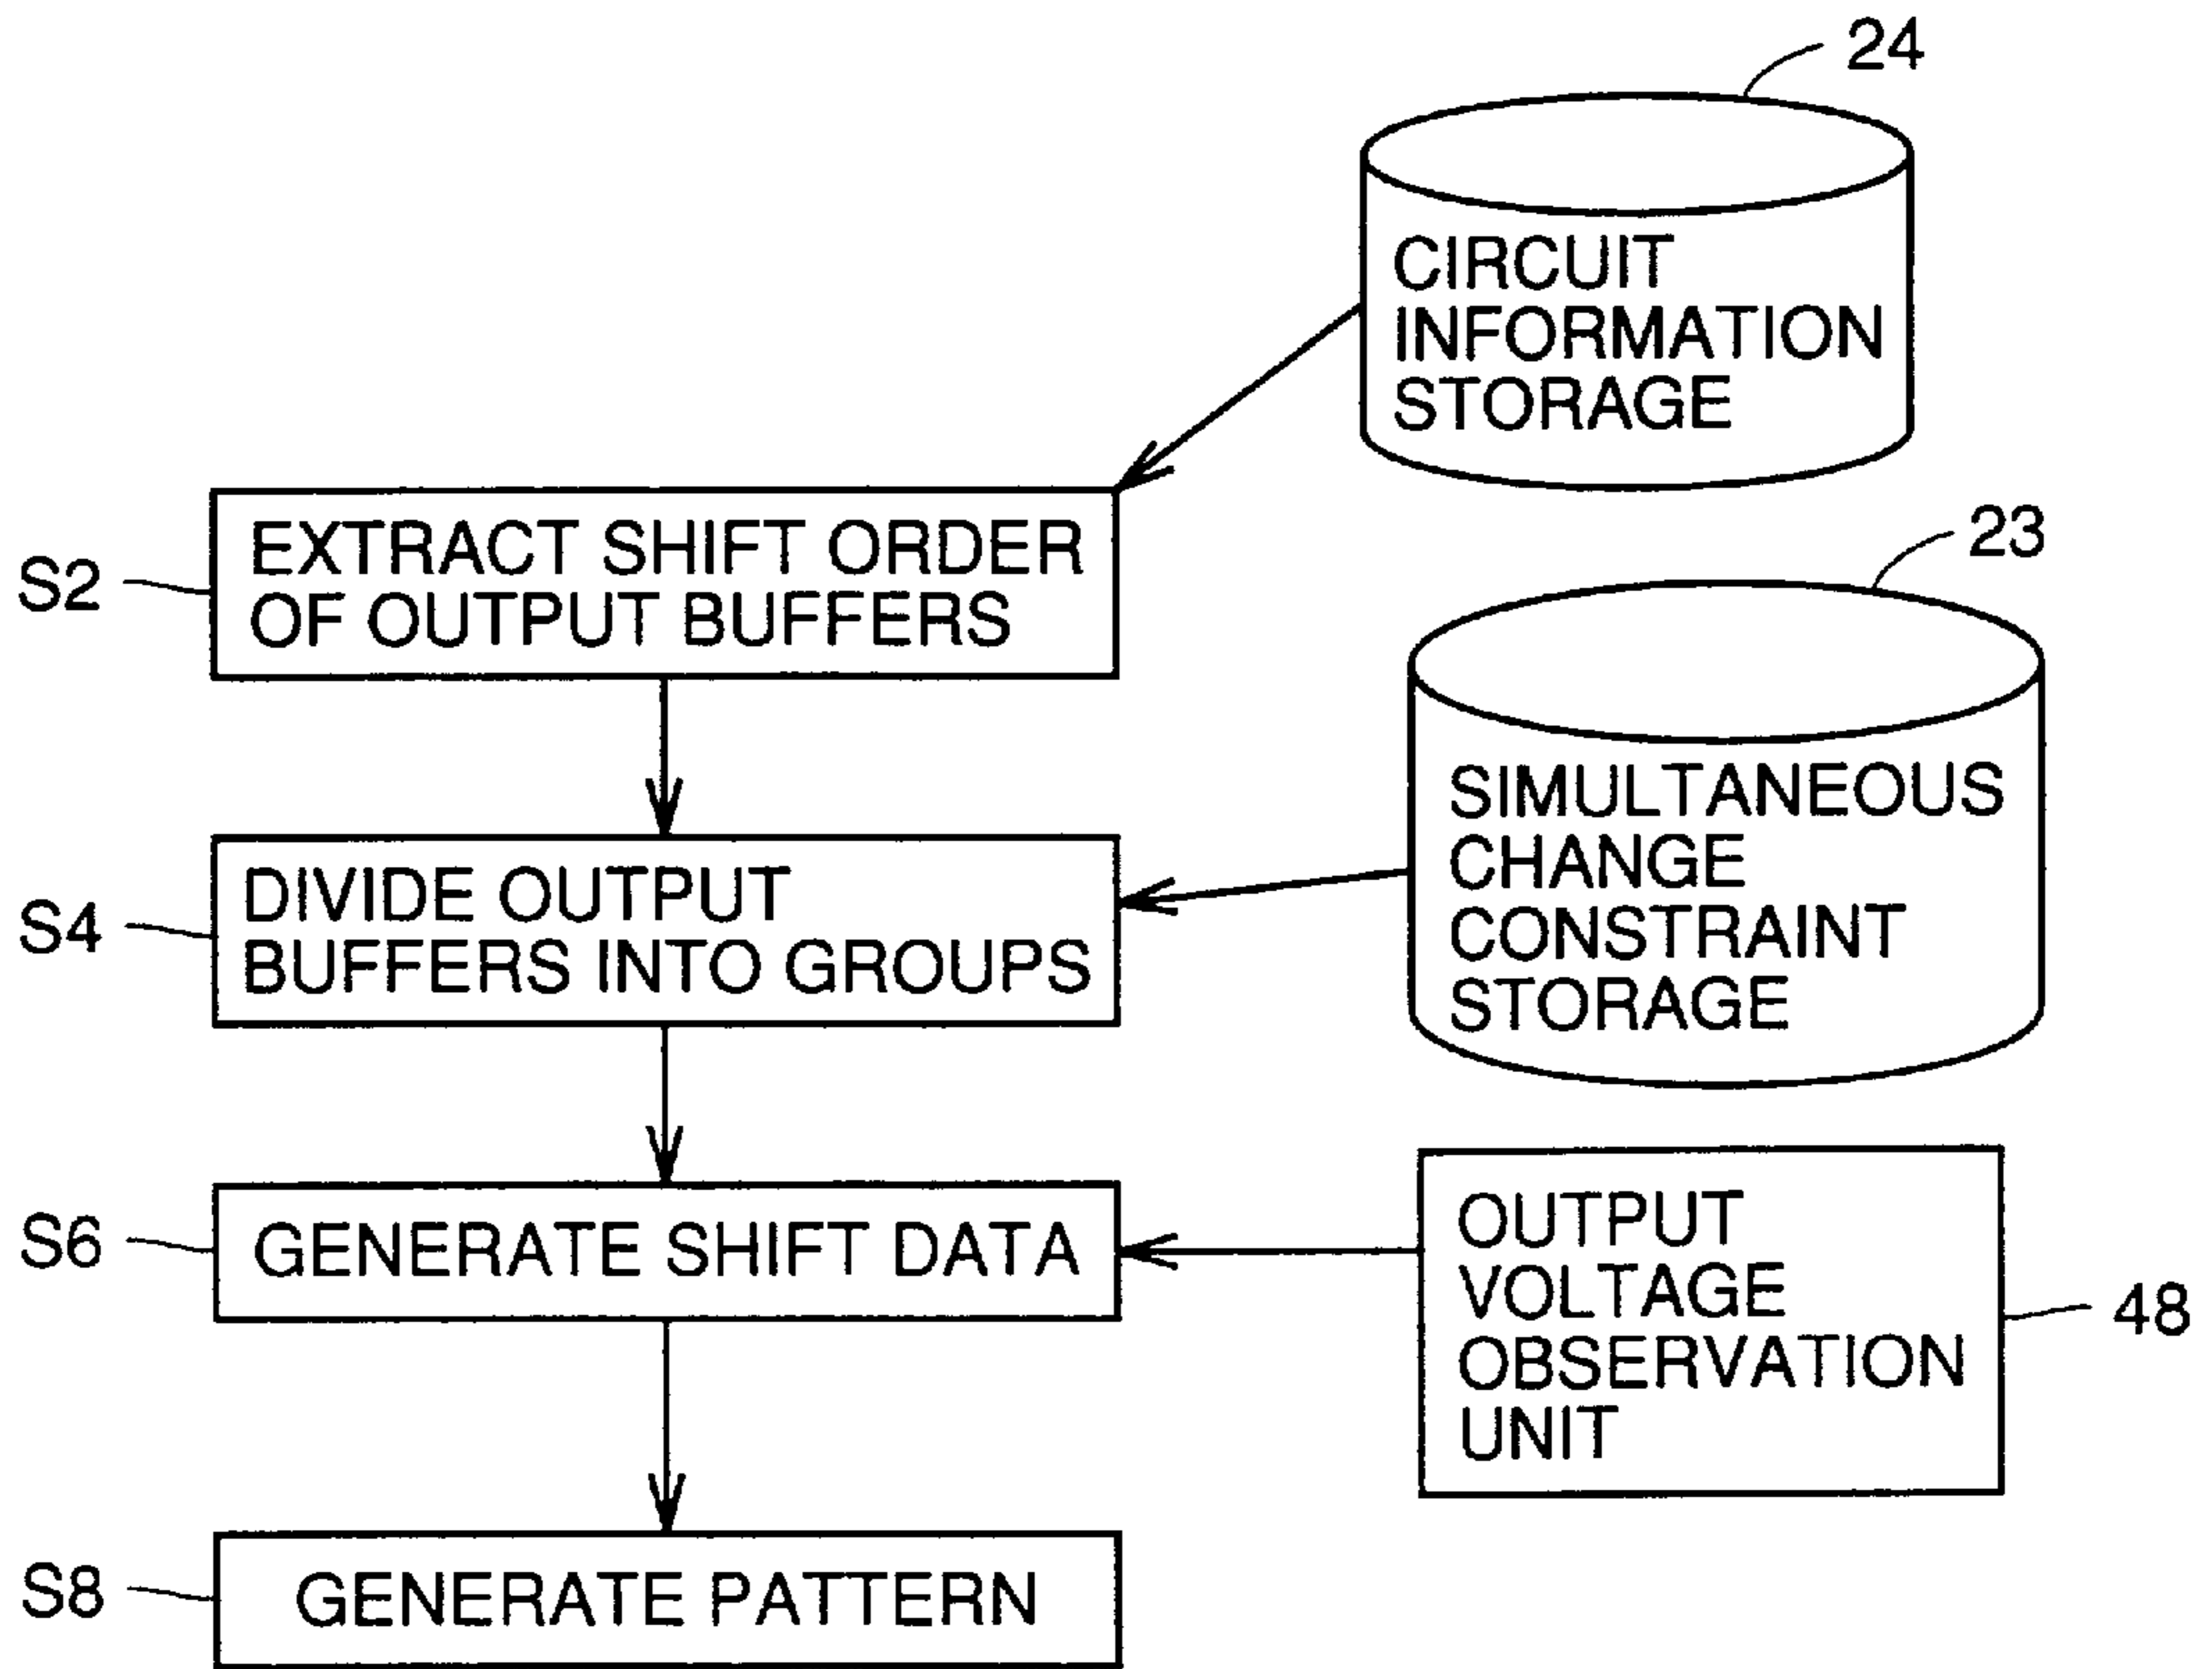 24
CIRCUIT
INFORMATION
STORAGE
S2
EXTRACT SHIFT ORDER
OF OUTPUT BUFFERS
23
SIMULTANEOUS
CHANGE
CONSTRAINT
STORAGE
S4
DIVIDE OUTPUT
BUFFERS INTO GROUPS
S6
GENERATE SHIFT DATA
OUTPUT
VOLTAGE
OBSERVATION
UNIT
48
S8
GENERATE PATTERN